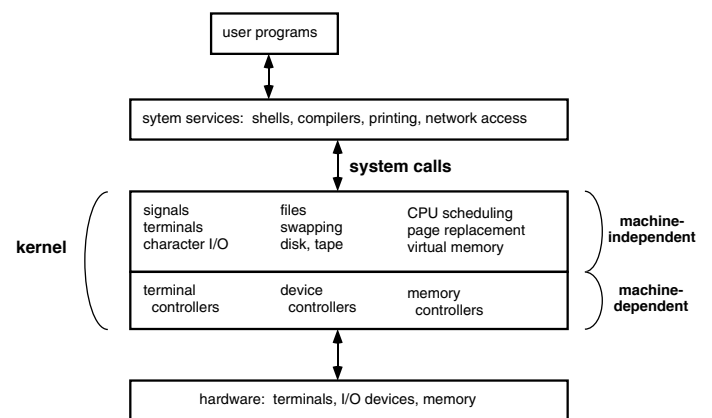 user programs
sytem services: shells, compilers, printing, network access
system calls
kernel
signals
terminals
character I/O
files
swapping
disk, tape
CPU scheduling
page replacement
virtual memory
machine-
independent
terminal
controllers
device
controllers
memory
controllers
machine-
dependent
hardware: terminals, I/O devices, memory